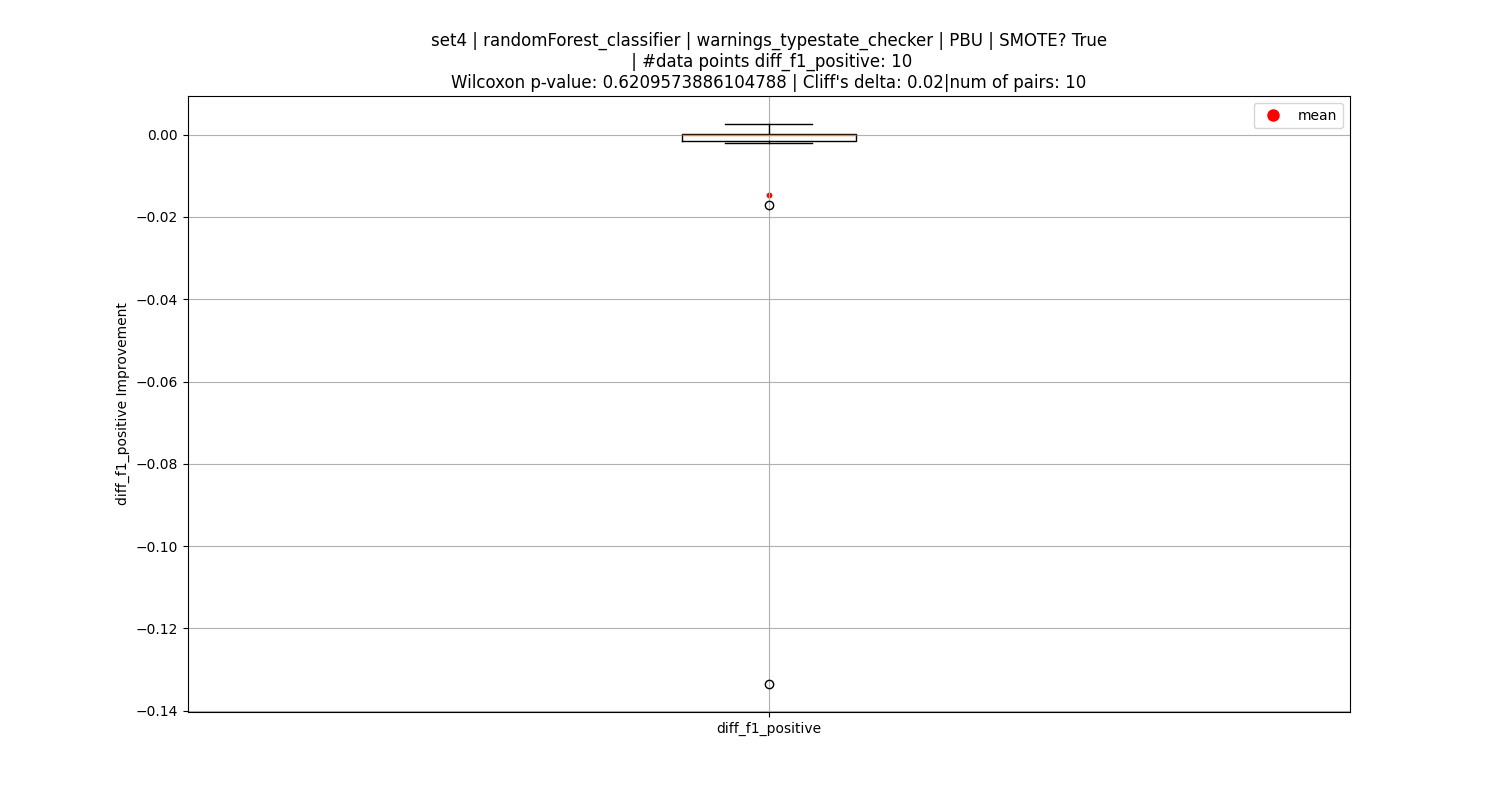 set4 | randomForest_classifier | warnings_typestate_checker | PBU | SMOTE? True
| #data points diff_f1_positive: 10
Wilcoxon p-value: 0.6209573886104788 | Cliff's delta: 0.02|num of pairs: 10
mean
0.00
−0.02
−0.04
−0.06
−0.08
−0.10
−0.12
−0.14
diff_f1_positive Improvement
diff_f1_positive